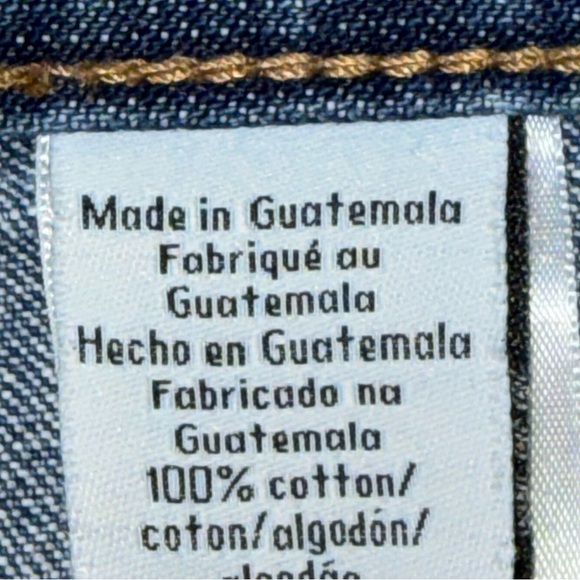 Made in Guatemala
Fabriqué au
Guatemala
Hecho en Guatemala
Fabricado na
Guatemala
100% cotton/
coton/algodón/